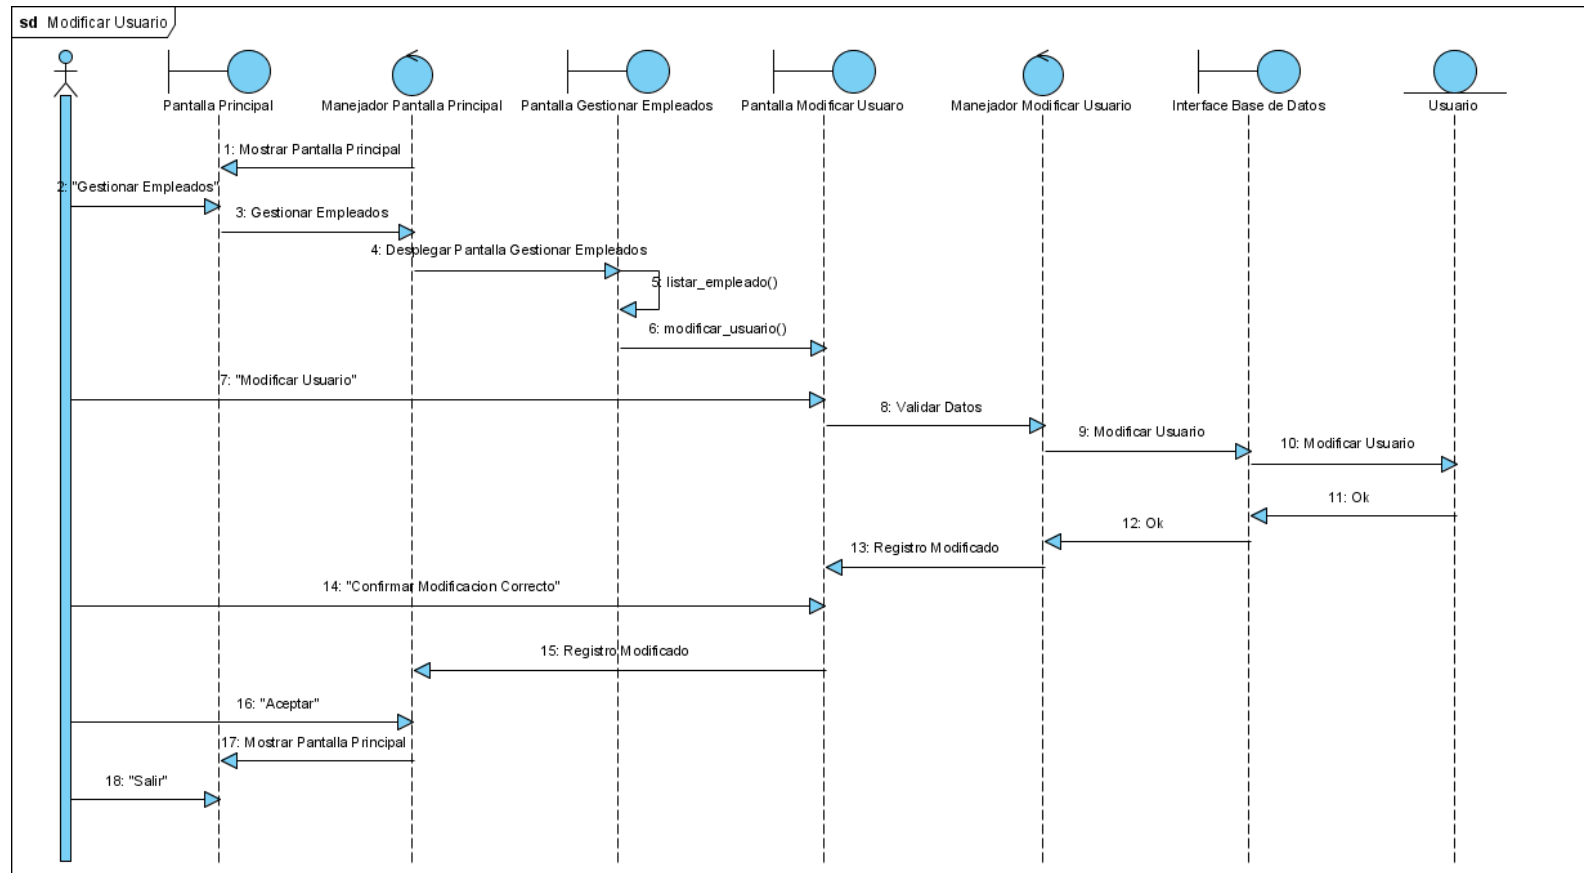 sd Modificar Usuario
Pantalla Principal
Manejador Pantalla Principal
Pantalla Gestionar Empleados
Pantalla Modificar Usuaro
Manejador Modificar Usuario
Interface Base de Datos
Usuario
1: Mostrar Pantalla Principal
2: "Gestionar Empleados"
3: Gestionar Empleados
4: Desplegar Pantalla Gestionar Empleados
5: listar_empleado()
6: modificar_usuario()
7: "Modificar Usuario"
8: Validar Datos
9: Modificar Usuario
10: Modificar Usuario
11: Ok
12: Ok
13: Registro Modificado
14: "Confirmar Modificacion Correcto"
15: Registro Modificado
16: "Aceptar"
17: Mostrar Pantalla Principal
18: "Salir"